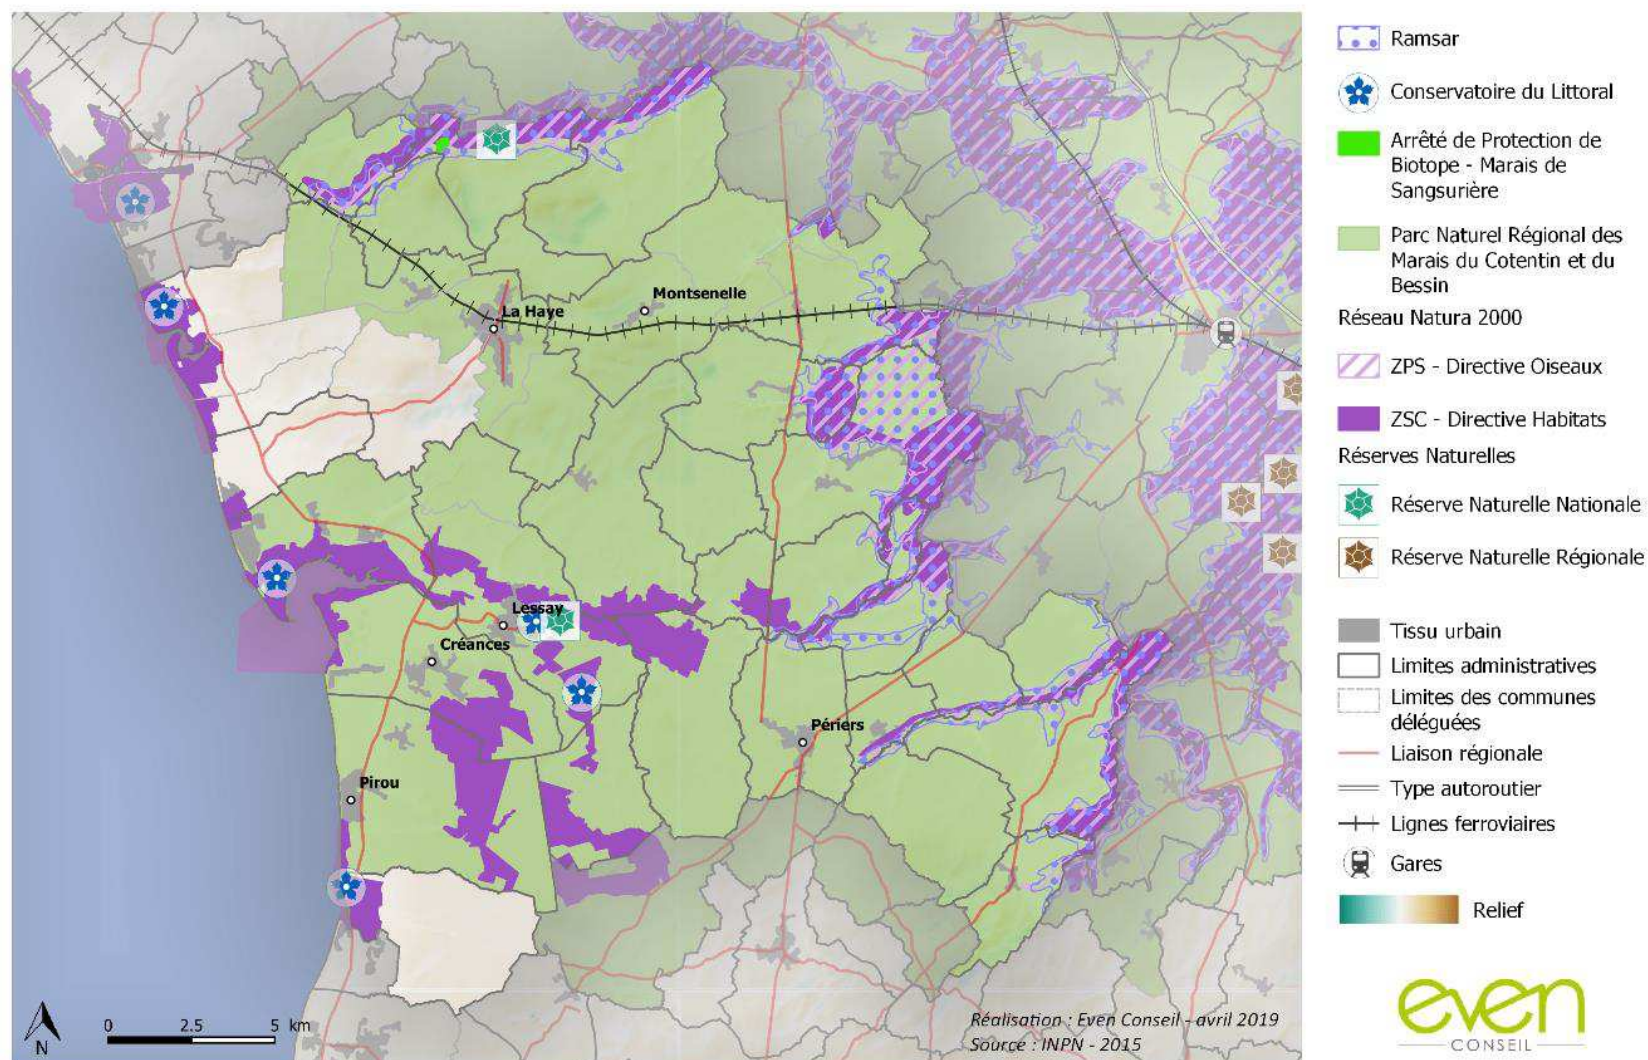 La Haye
Montsenelle
Lessay
Créances
Périers
Pirou
0 2.5 5 km
N
Réalisation : Even Conseil - avril 2019
Source : INPN - 2015
Ramsar
Conservatoire du Littoral
Arrêté de Protection de
Biotope - Marais de
Sangsurière
Parc Naturel Régional des
Marais du Cotentin et du
Bessin
Réseau Natura 2000
ZPS - Directive Oiseaux
ZSC - Directive Habitats
Réserves Naturelles
Réserve Naturelle Nationale
Réserve Naturelle Régionale
Tissu urbain
Limites administratives
Limites des communes
déléguées
Liaison régionale
Type autoroutier
Lignes ferroviaires
Gares
Relief
even
CONSEIL